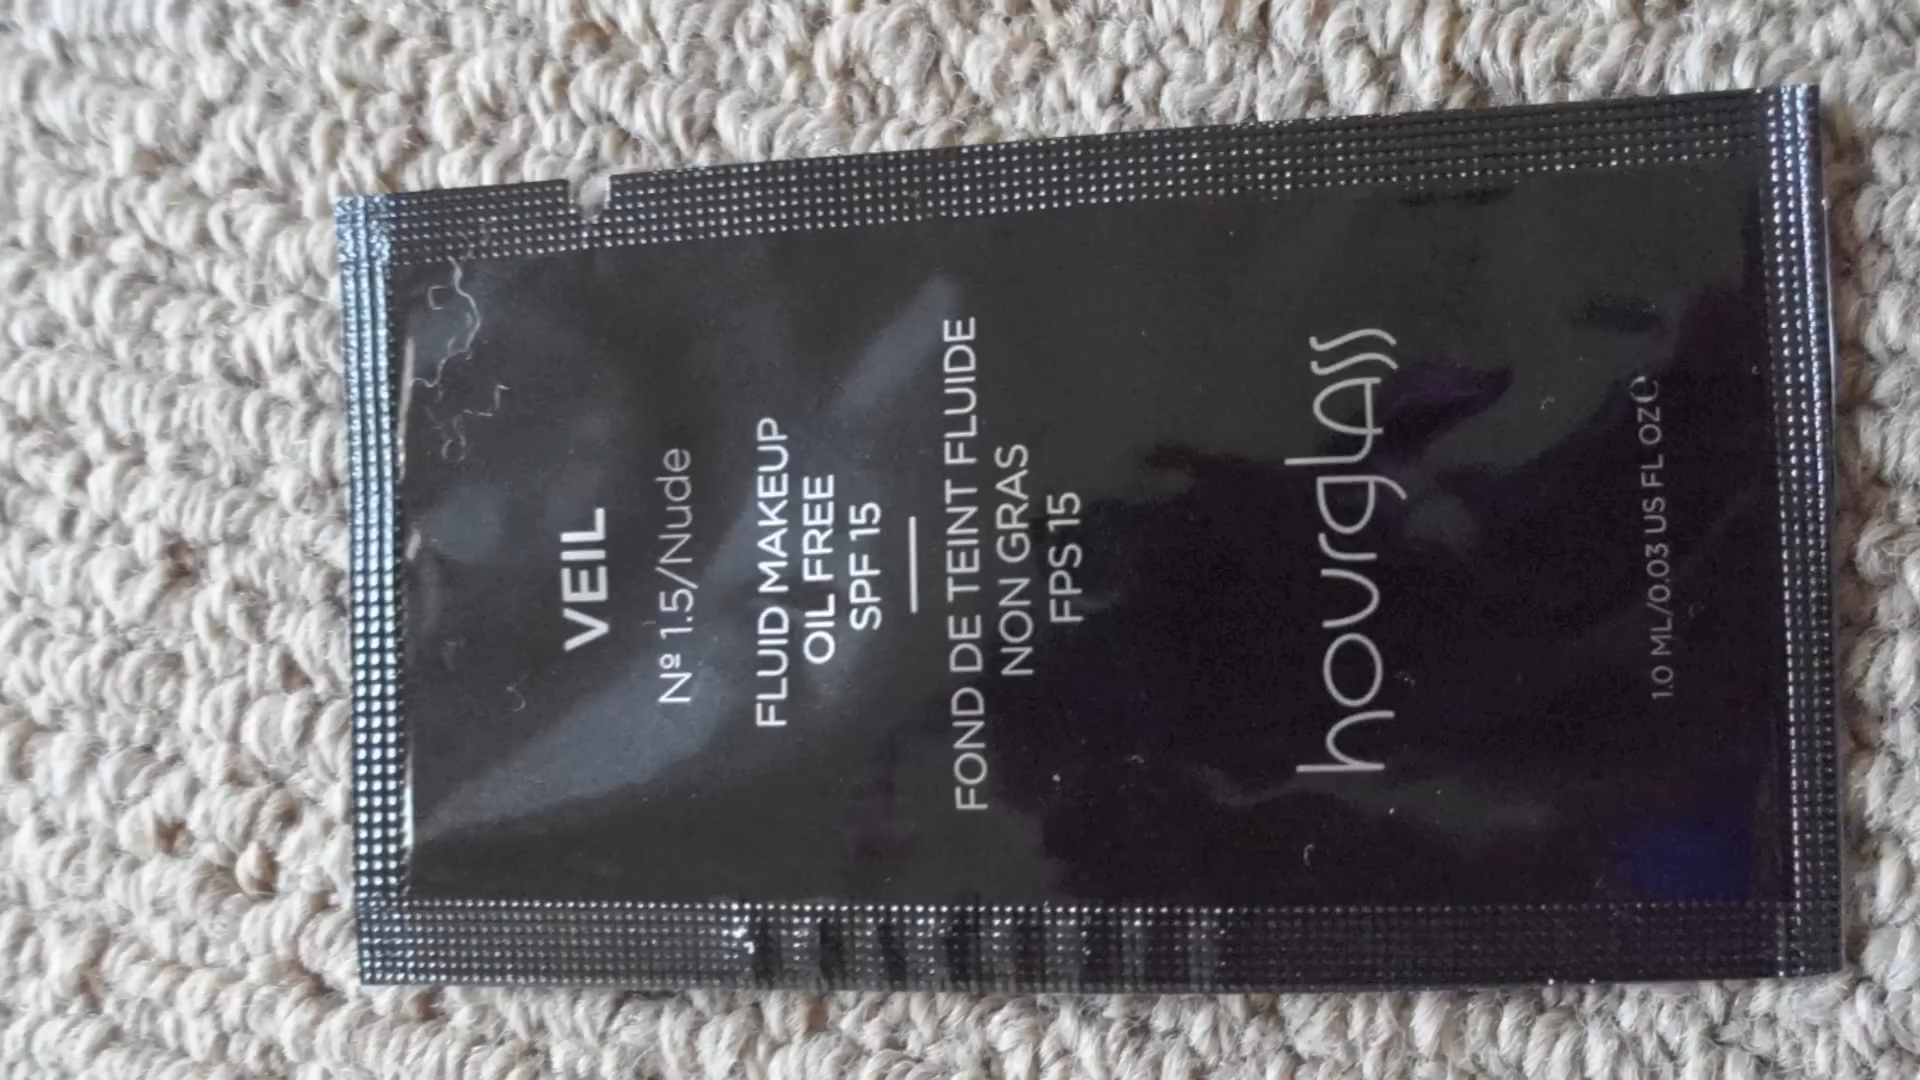 VEIL
Nº 1.5/Nude
FLUID MAKEUP
OIL FREE
SPF 15
FOND DE TEINT FLUIDE
NON GRAS
FPS 15
hourglass
1.0 ML/0.03 US FL OZ ℮